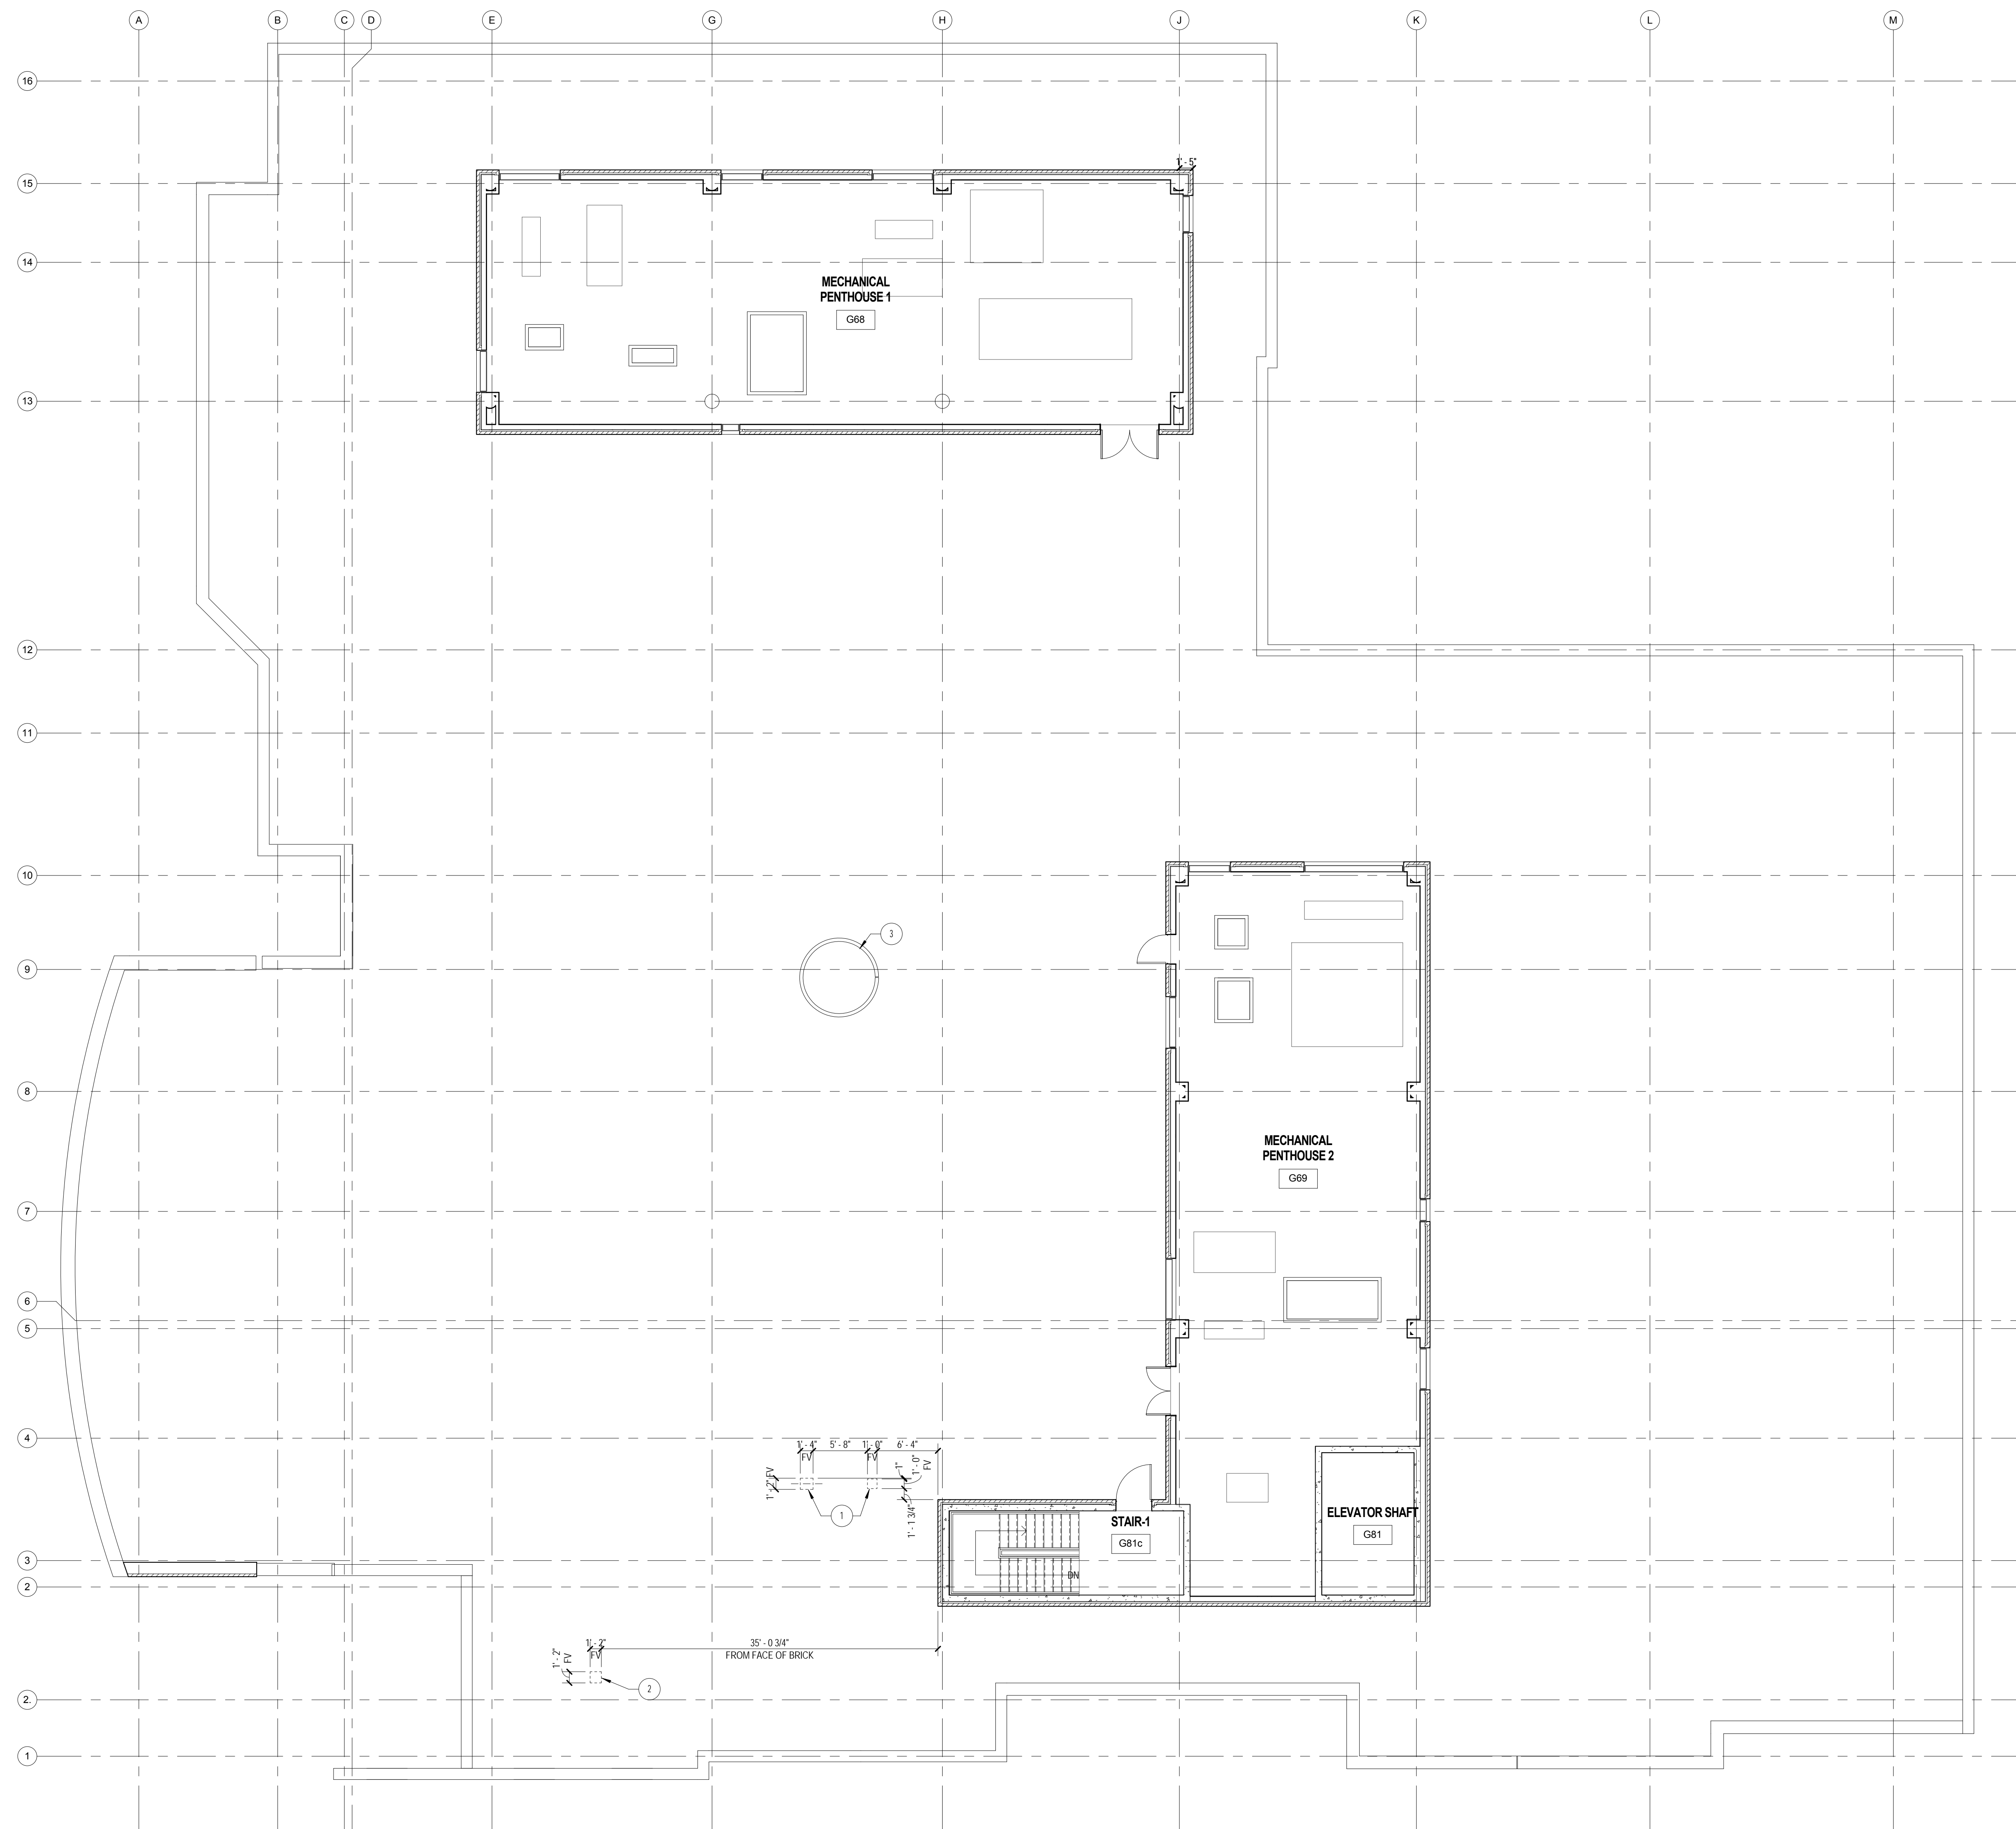 A
B
C
D
E
G
H
J
K
L
M
16
1' - 5"
15
14
MECHANICAL
PENTHOUSE 1
G68
13
12
11
10
3
9
8
MECHANICAL
PENTHOUSE 2
G69
7
6
5
4
1' - 4"
5' - 8"
1' - 0"
6' - 4"
FV
FV
1' - 2" FV
1"
1' - 0"
FV
1' - 1 3/4"
1
STAIR-1
G81c
ELEVATOR SHAFT
G81
3
DN
2
1' - 2"
FV
35' - 0 3/4"
FROM FACE OF BRICK
1' - 2"
FV
2
2.
1